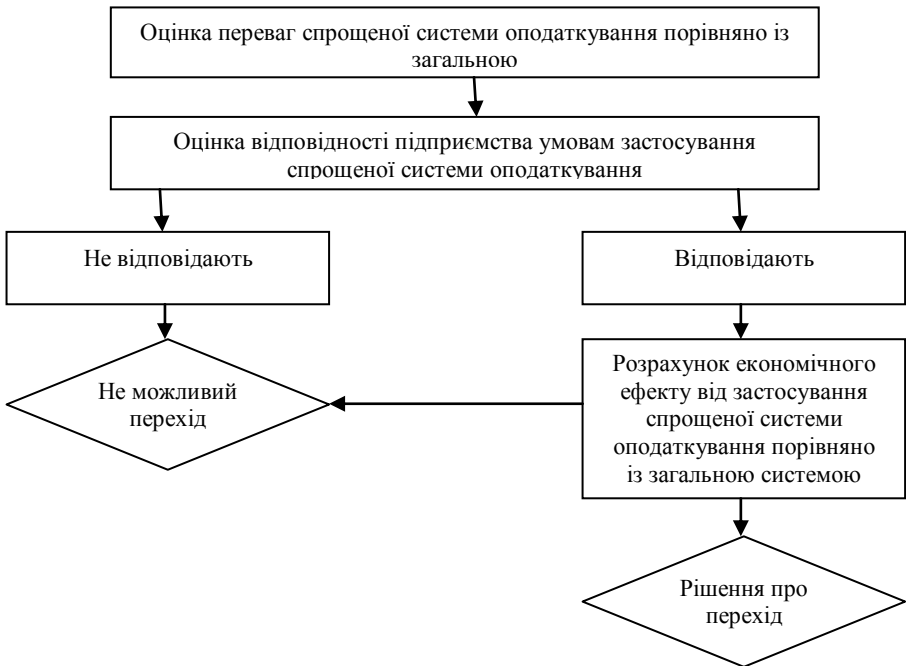 Оцінка переваг спрощеної системи оподаткування порівняно із
загальною
Оцінка відповідності підприємства умовам застосування
спрощеної системи оподаткування
Не відповідають
Відповідають
Не можливий
перехід
Розрахунок економічного
ефекту від застосування
спрощеної системи
оподаткування порівняно
із загальною системою
Рішення про
перехід